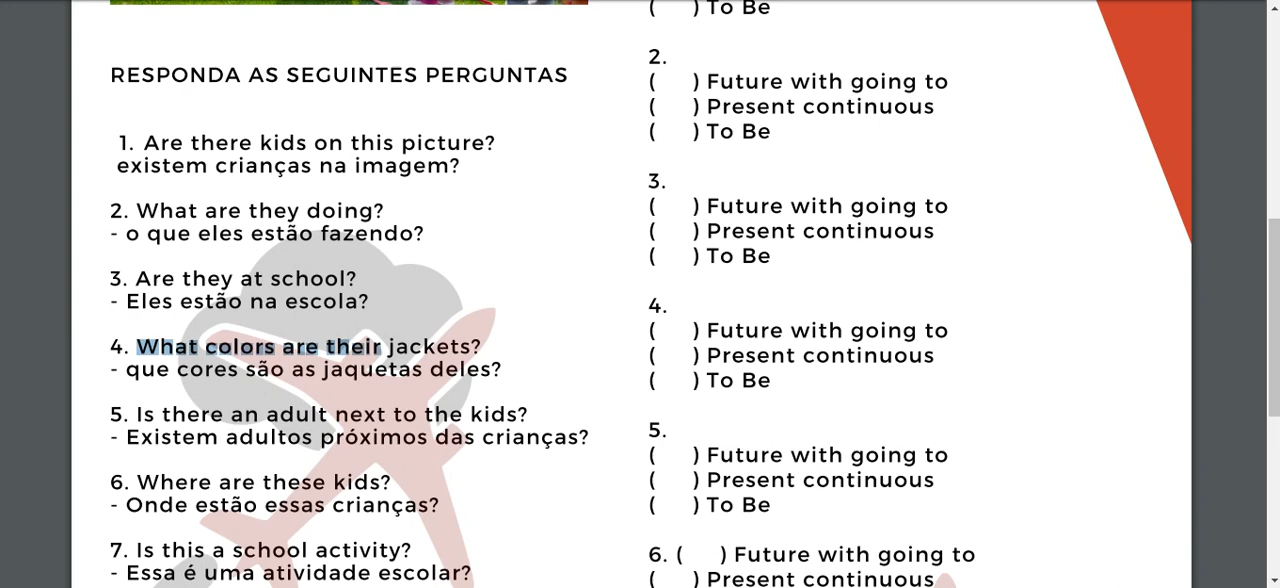 RESPONDA AS SEGUINTES PERGUNTAS
1. Are there kids on this picture?
existem crianças na imagem?
2. What are they doing?
- o que eles estão fazendo?
3. Are they at school?
- Eles estão na escola?
4. What colors are their jackets?
- que cores são as jaquetas deles?
5. Is there an adult next to the kids?
- Existem adultos próximos das crianças?
6. Where are these kids?
- Onde estão essas crianças?
7. Is this a school activity?
- Essa é uma atividade escolar?
( ) To Be
2.
( ) Future with going to
( ) Present continuous
( ) To Be
3.
( ) Future with going to
( ) Present continuous
( ) To Be
4.
( ) Future with going to
( ) Present continuous
( ) To Be
5.
( ) Future with going to
( ) Present continuous
( ) To Be
6. ( ) Future with going to
( ) Present continuous